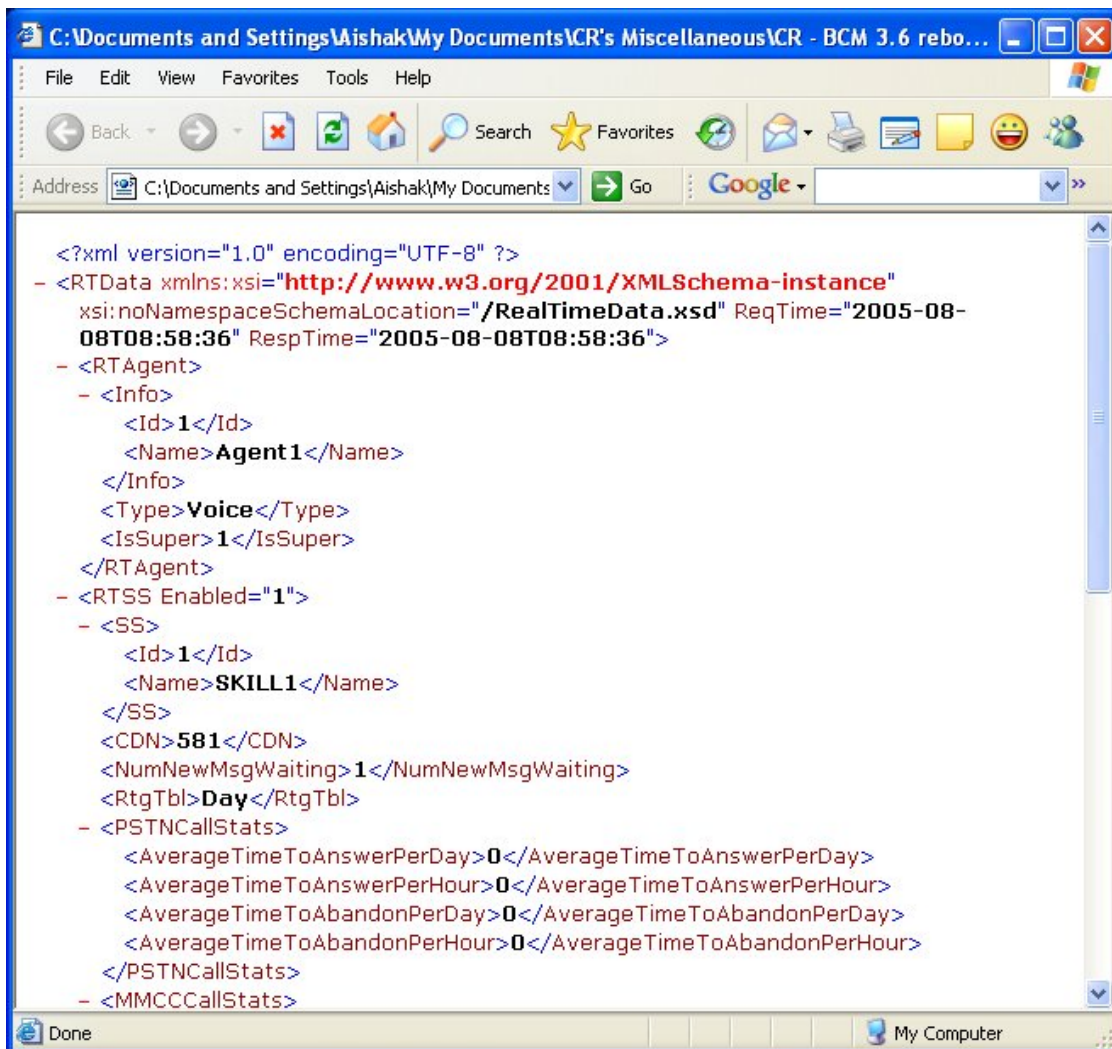 C:\Documents and Settings\Aishak\My Documents\CR's Miscellaneous\CR - BCM 3.6 rebo...
File Edit View Favorites Tools Help
Back Search Favorites
Address C:\Documents and Settings\Aishak\My Documents Go Google
<?xml version="1.0" encoding="UTF-8" ?>
- <RTData xmlns:xsi="http://www.w3.org/2001/XMLSchema-instance"
xsi:noNamespaceSchemaLocation="/RealTimeData.xsd" ReqTime="2005-08-
08T08:58:36" RespTime="2005-08-08T08:58:36">
- <RTAgent>
- <Info>
<Id>1</Id>
<Name>Agent1</Name>
</Info>
<Type>Voice</Type>
<IsSuper>1</IsSuper>
</RTAgent>
- <RTSS Enabled="1">
- <SS>
<Id>1</Id>
<Name>SKILL1</Name>
</SS>
<CDN>581</CDN>
<NumNewMsgWaiting>1</NumNewMsgWaiting>
<RtgTbl>Day</RtgTbl>
- <PSTNCallStats>
<AverageTimeToAnswerPerDay>0</AverageTimeToAnswerPerDay>
<AverageTimeToAnswerPerHour>0</AverageTimeToAnswerPerHour>
<AverageTimeToAbandonPerDay>0</AverageTimeToAbandonPerDay>
<AverageTimeToAbandonPerHour>0</AverageTimeToAbandonPerHour>
</PSTNCallStats>
- <MMCCCallStats>
Done My Computer